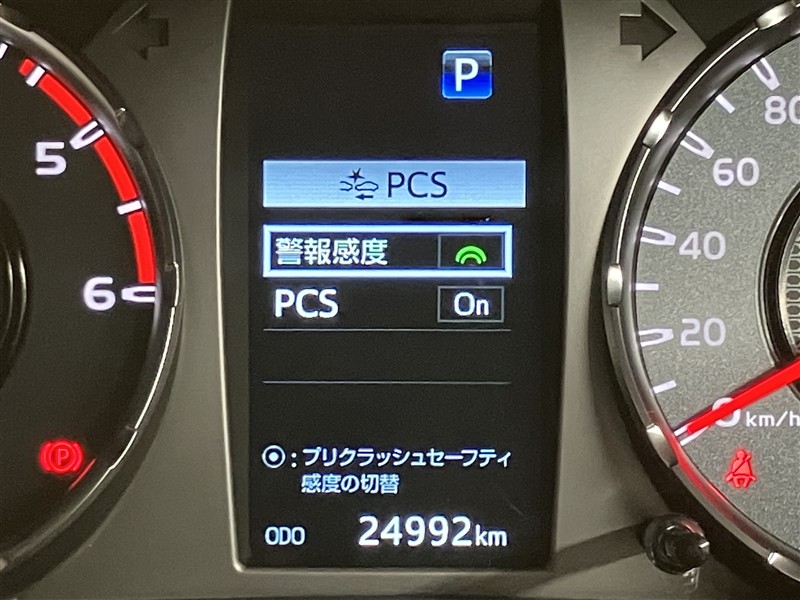 P
PCS
警報感度
PCS On
◉:プリクラッシュセーフティ
感度の切替
ODO 24992km
5
6
(P)
80
60
40
20
0 km/h